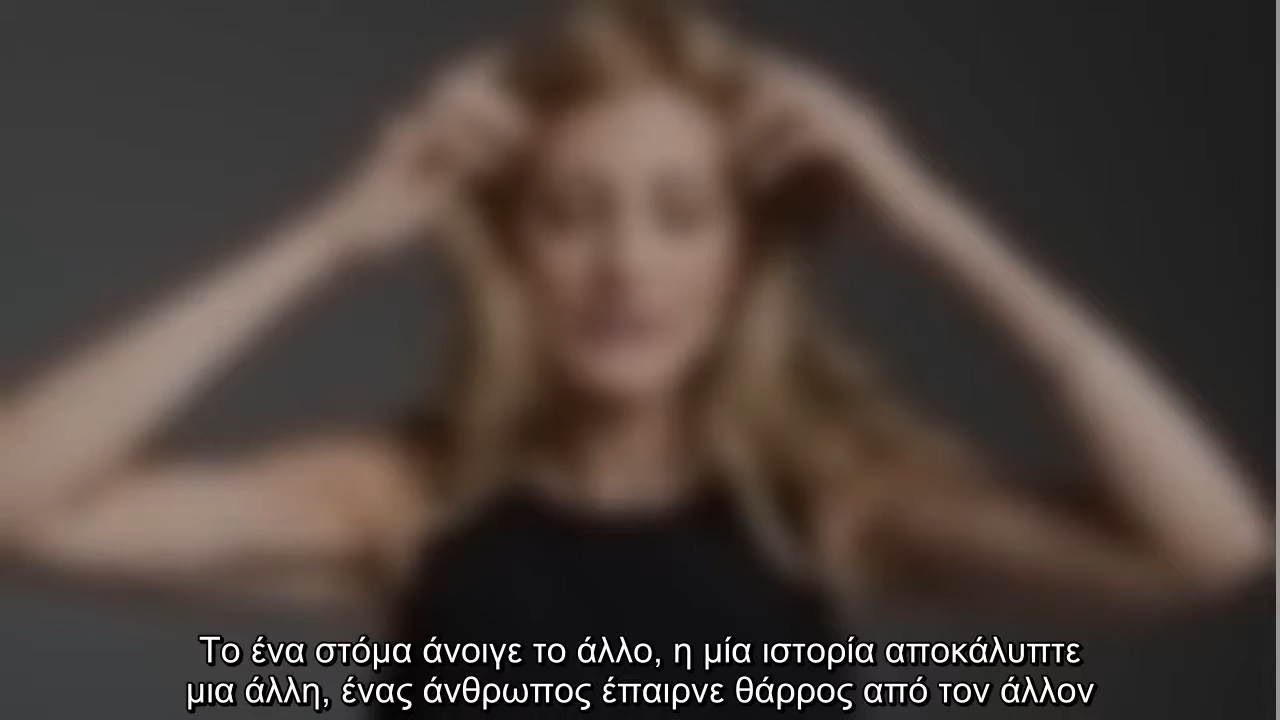 Το ένα στόμα άνοιγε το άλλο, η μία ιστορία αποκάλυπτε
μια άλλη, ένας άνθρωπος έπαιρνε θάρρος από τον άλλον